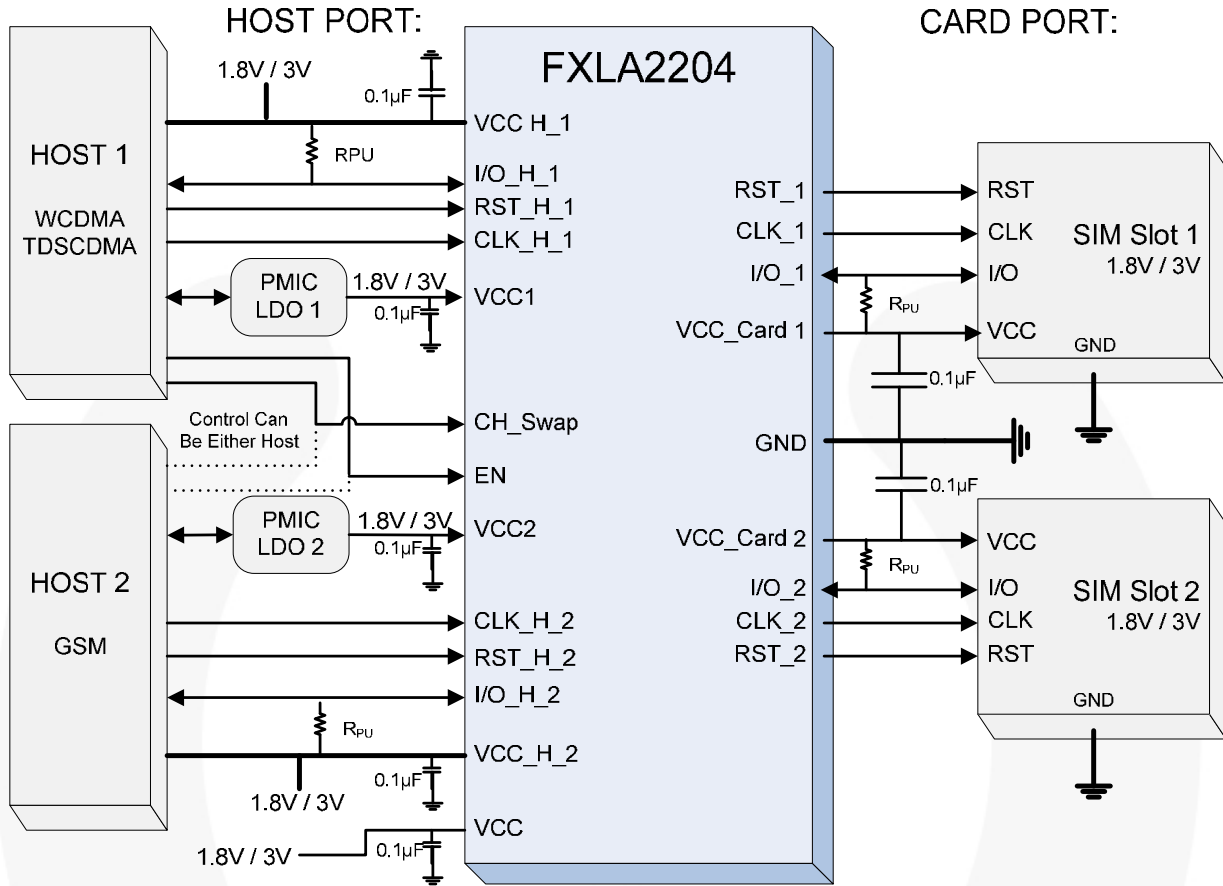 HOST PORT:
CARD PORT:
FXLA2204
HOST 1
WCDMA
TDSCDMA
1.8V / 3V
0.1µF
RPU
VCC H_1
I/O_H_1
RST_H_1
CLK_H_1
PMIC
LDO 1
1.8V / 3V
0.1µF
VCC1
Control Can
Be Either Host
CH_Swap
EN
HOST 2
GSM
PMIC
LDO 2
1.8V / 3V
0.1µF
VCC2
CLK_H_2
RST_H_2
I/O_H_2
RPU
VCC_H_2
0.1µF
1.8V / 3V
VCC
1.8V / 3V
0.1µF
RST_1
CLK_1
I/O_1
VCC_Card 1
GND
VCC_Card 2
I/O_2
CLK_2
RST_2
RPU
0.1µF
0.1µF
RPU
RST
CLK
I/O
VCC
SIM Slot 1
1.8V / 3V
GND
VCC
I/O
CLK
RST
SIM Slot 2
1.8V / 3V
GND